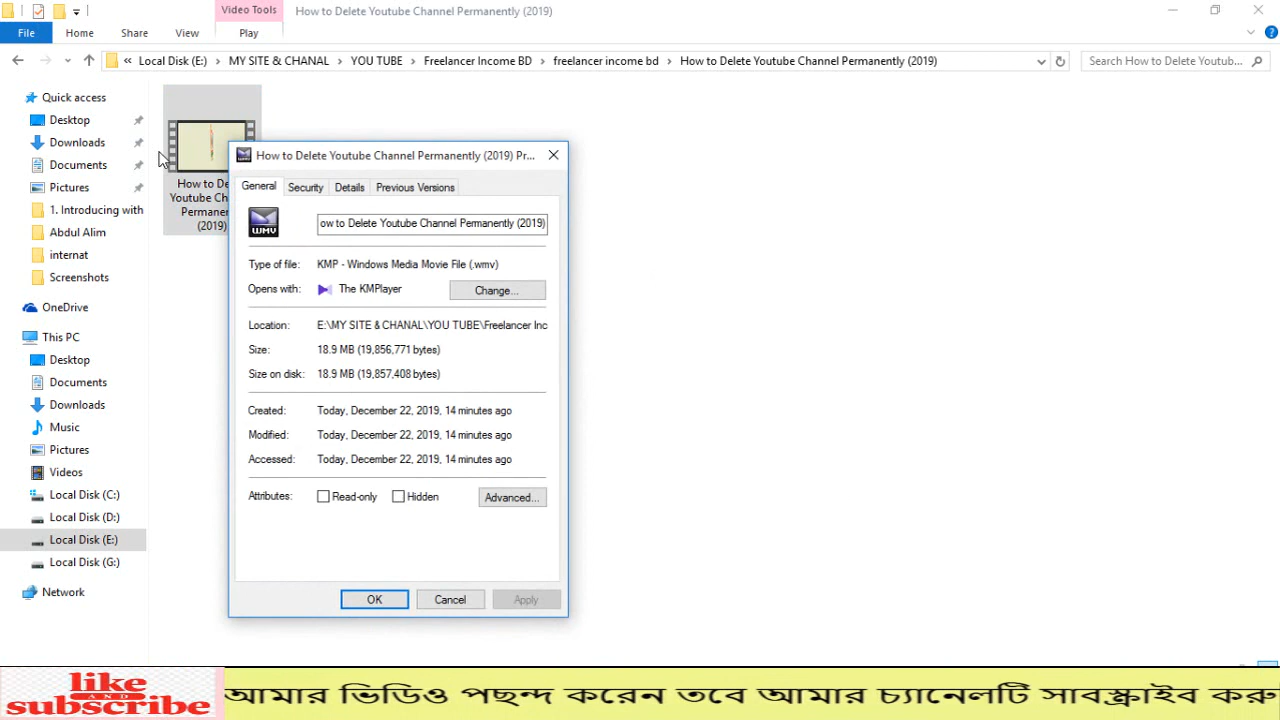 Video Tools
How to Delete Youtube Channel Permanently (2019)
File
Home
Share
View
Play
« Local Disk (E:) › MY SITE & CHANAL › YOU TUBE › Freelancer Income BD › freelancer income bd › How to Delete Youtube Channel Permanently (2019)
Search How to Delete Youtub...
Quick access
Desktop
Downloads
Documents
Pictures
1. Introducing with
Abdul Alim
internat
Screenshots
OneDrive
This PC
Desktop
Documents
Downloads
Music
Pictures
Videos
Local Disk (C:)
Local Disk (D:)
Local Disk (E:)
Local Disk (G:)
Network
How to De
Youtube Ch
Permaner
(2019)
How to Delete Youtube Channel Permanently (2019) Pr...
General
Security
Details
Previous Versions
WMV
ow to Delete Youtube Channel Permanently (2019)
Type of file: KMP - Windows Media Movie File (.wmv)
Opens with: The KMPlayer
Change...
Location: E:\MY SITE & CHANAL\YOU TUBE\Freelancer Inc
Size: 18.9 MB (19,856,771 bytes)
Size on disk: 18.9 MB (19,857,408 bytes)
Created: Today, December 22, 2019, 14 minutes ago
Modified: Today, December 22, 2019, 14 minutes ago
Accessed: Today, December 22, 2019, 14 minutes ago
Attributes: Read-only Hidden Advanced...
OK Cancel Apply
like
AND
subscribe
আমার ভিডিও পছন্দ করেন তবে আমার চ্যানেলটি সাবস্ক্রাইব করু